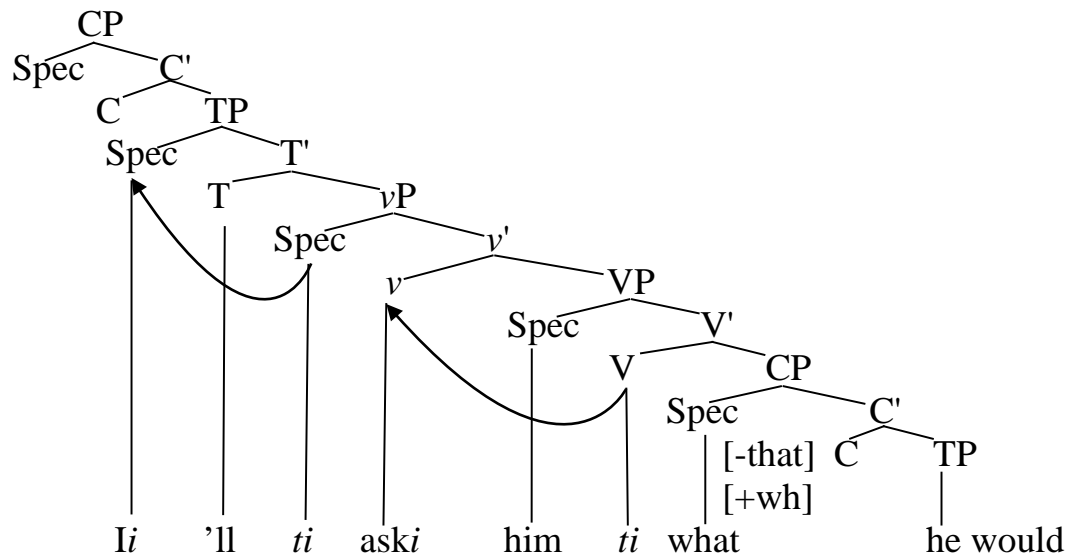 CP
Spec C'
C TP
Spec T'
T vP
Spec v'
v VP
Spec V'
V CP
Spec C'
[-that] C TP
[+wh]
Ii 'll ti aski him ti what he would